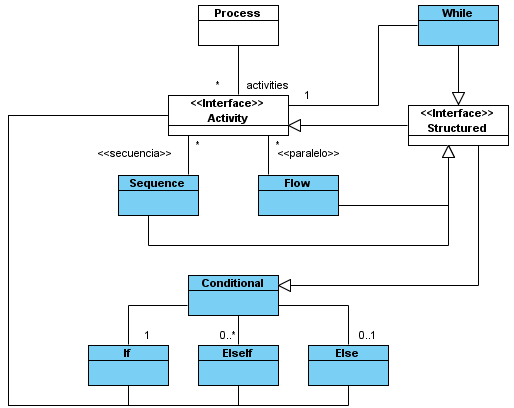 Process
While
* activities
1
<<Interface>>
Activity
<<Interface>>
Structured
<<secuencia>>
*
*
<<paralelo>>
Sequence
Flow
Conditional
1
0..*
0..1
If
ElseIf
Else